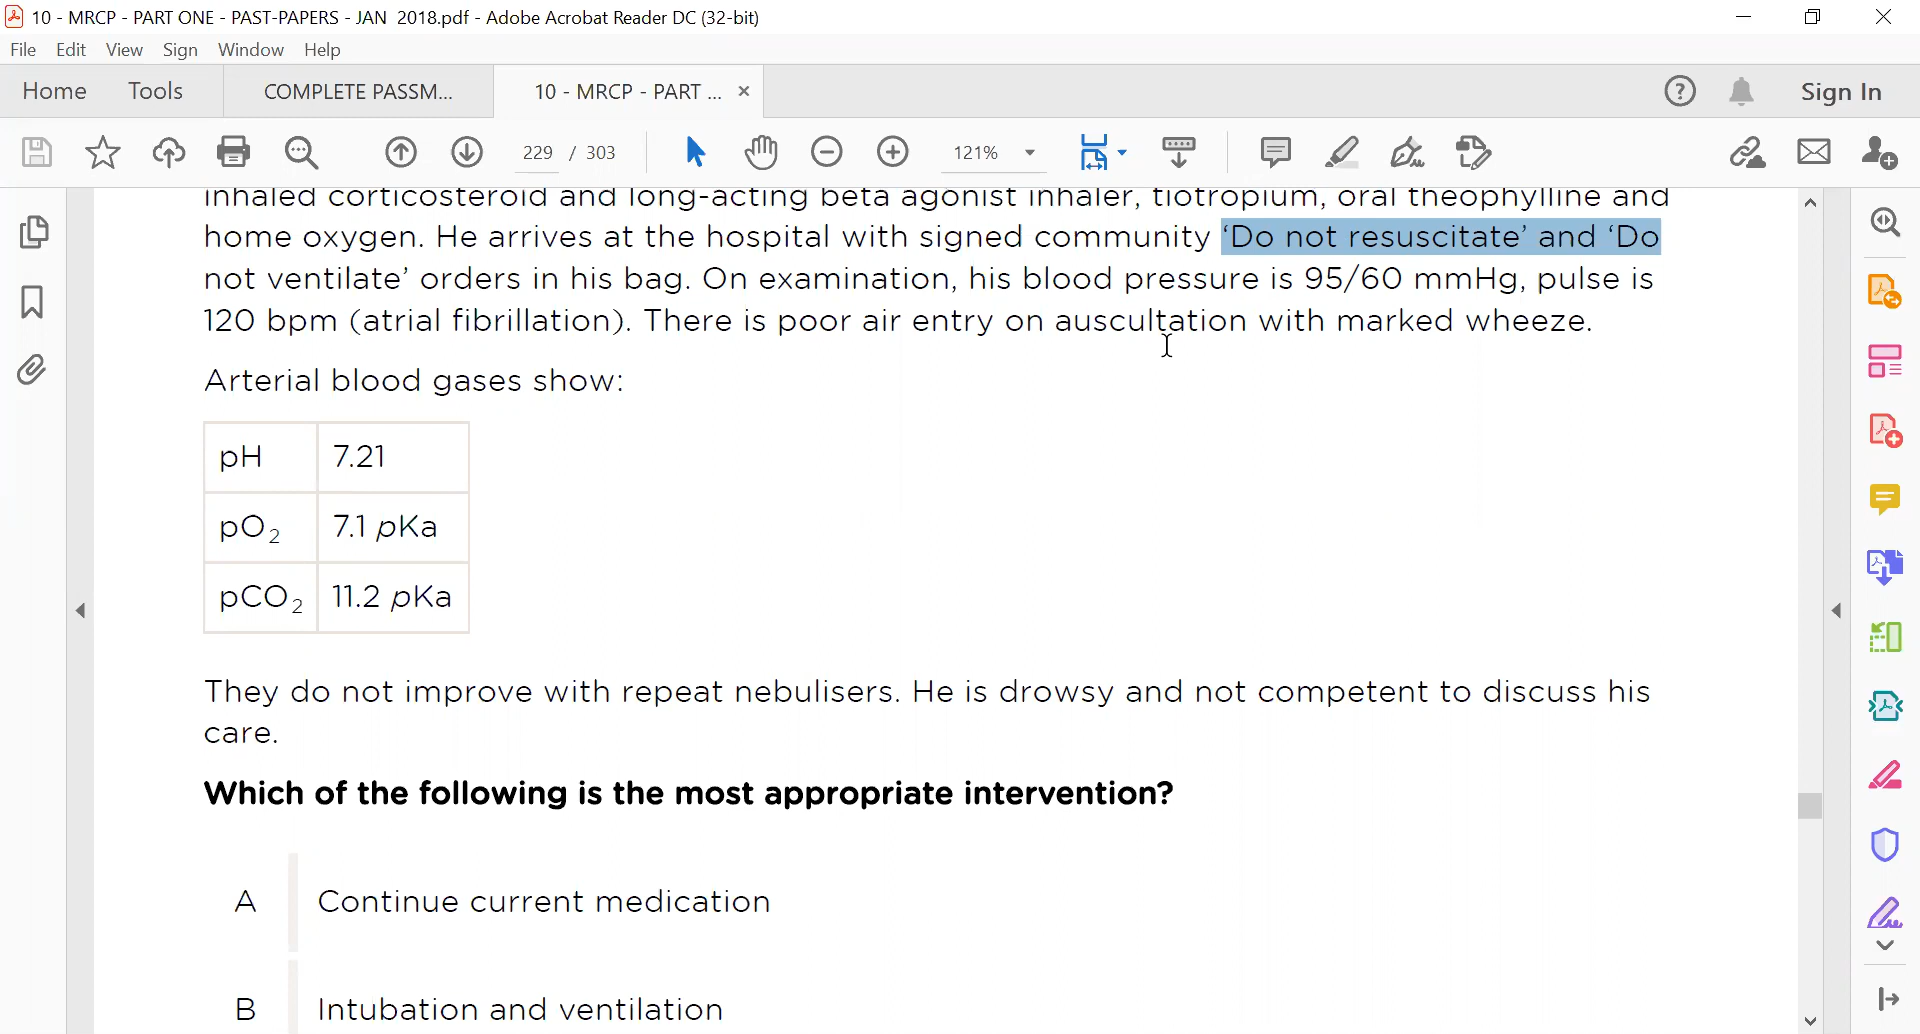 10 - MRCP - PART ONE - PAST-PAPERS - JAN 2018.pdf - Adobe Acrobat Reader DC (32-bit)
File Edit View Sign Window Help
Home Tools COMPLETE PASSM... 10 - MRCP - PART ... × Sign In
229 / 303 121%
inhaled corticosteroid and long-acting beta agonist inhaler, tiotropium, oral theophylline and
home oxygen. He arrives at the hospital with signed community ‘Do not resuscitate’ and ‘Do
not ventilate’ orders in his bag. On examination, his blood pressure is 95/60 mmHg, pulse is
120 bpm (atrial fibrillation). There is poor air entry on auscultation with marked wheeze.
Arterial blood gases show:
pH 7.21
pO₂ 7.1 pKa
pCO₂ 11.2 pKa
They do not improve with repeat nebulisers. He is drowsy and not competent to discuss his
care.
Which of the following is the most appropriate intervention?
A Continue current medication
B Intubation and ventilation